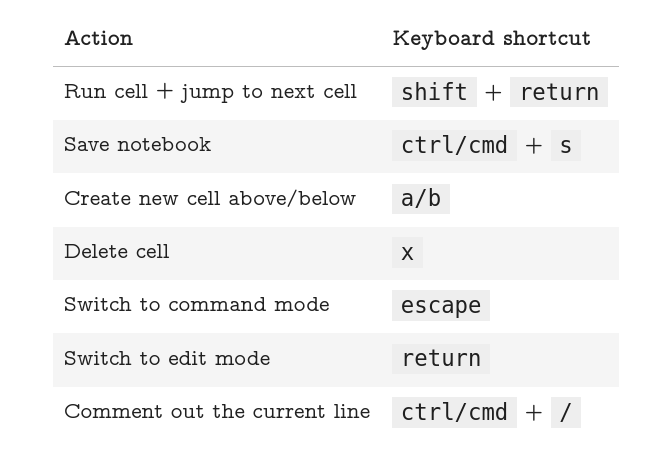 Action Keyboard shortcut
Run cell + jump to next cell shift + return
Save notebook ctrl/cmd + s
Create new cell above/below a/b
Delete cell x
Switch to command mode escape
Switch to edit mode return
Comment out the current line ctrl/cmd + /